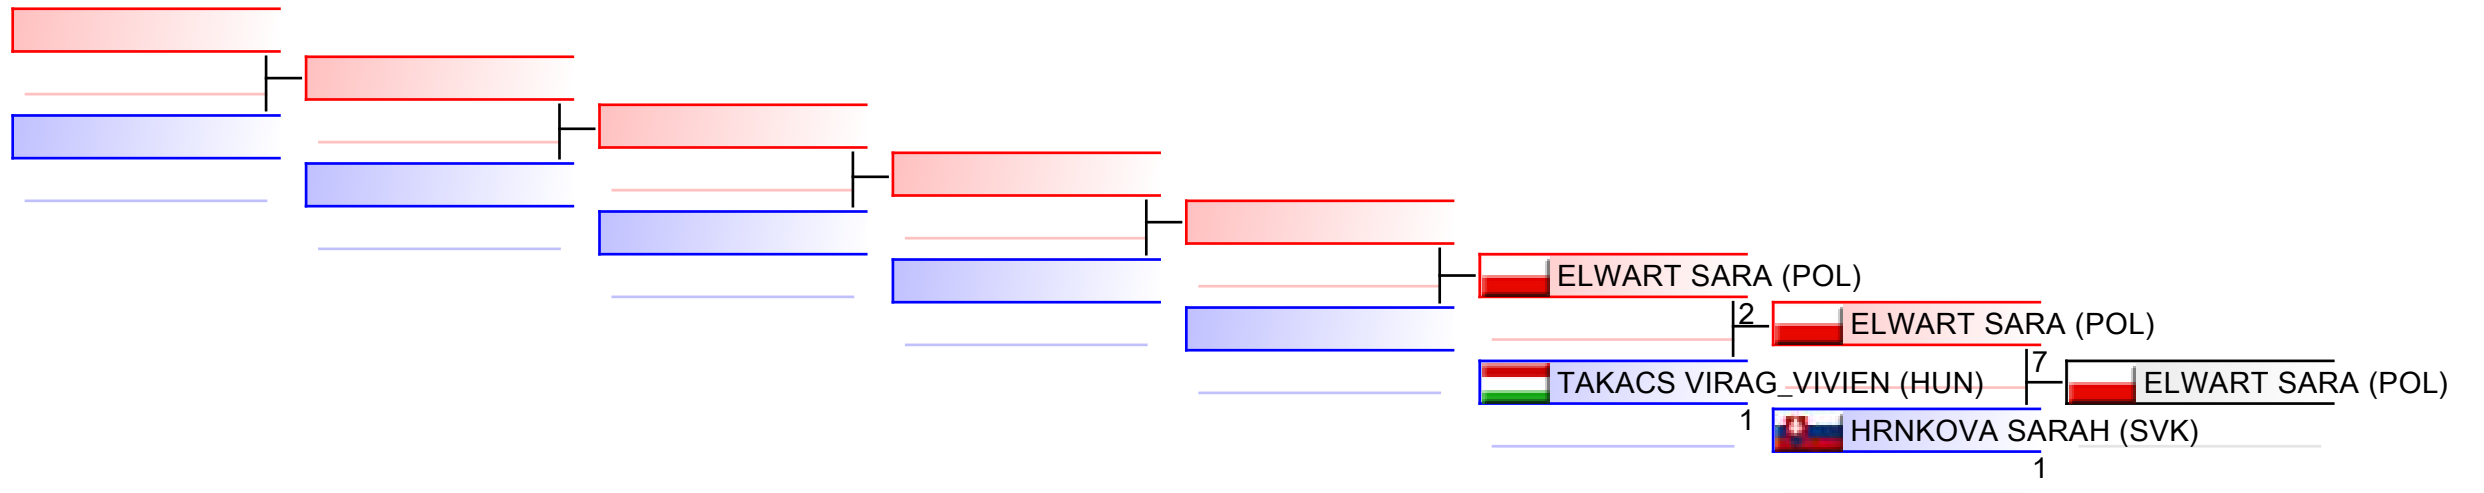 ELWART SARA (POL)
2
ELWART SARA (POL)
TAKACS VIRAG_VIVIEN (HUN)
7
ELWART SARA (POL)
1
HRNKOVA SARAH (SVK)
1